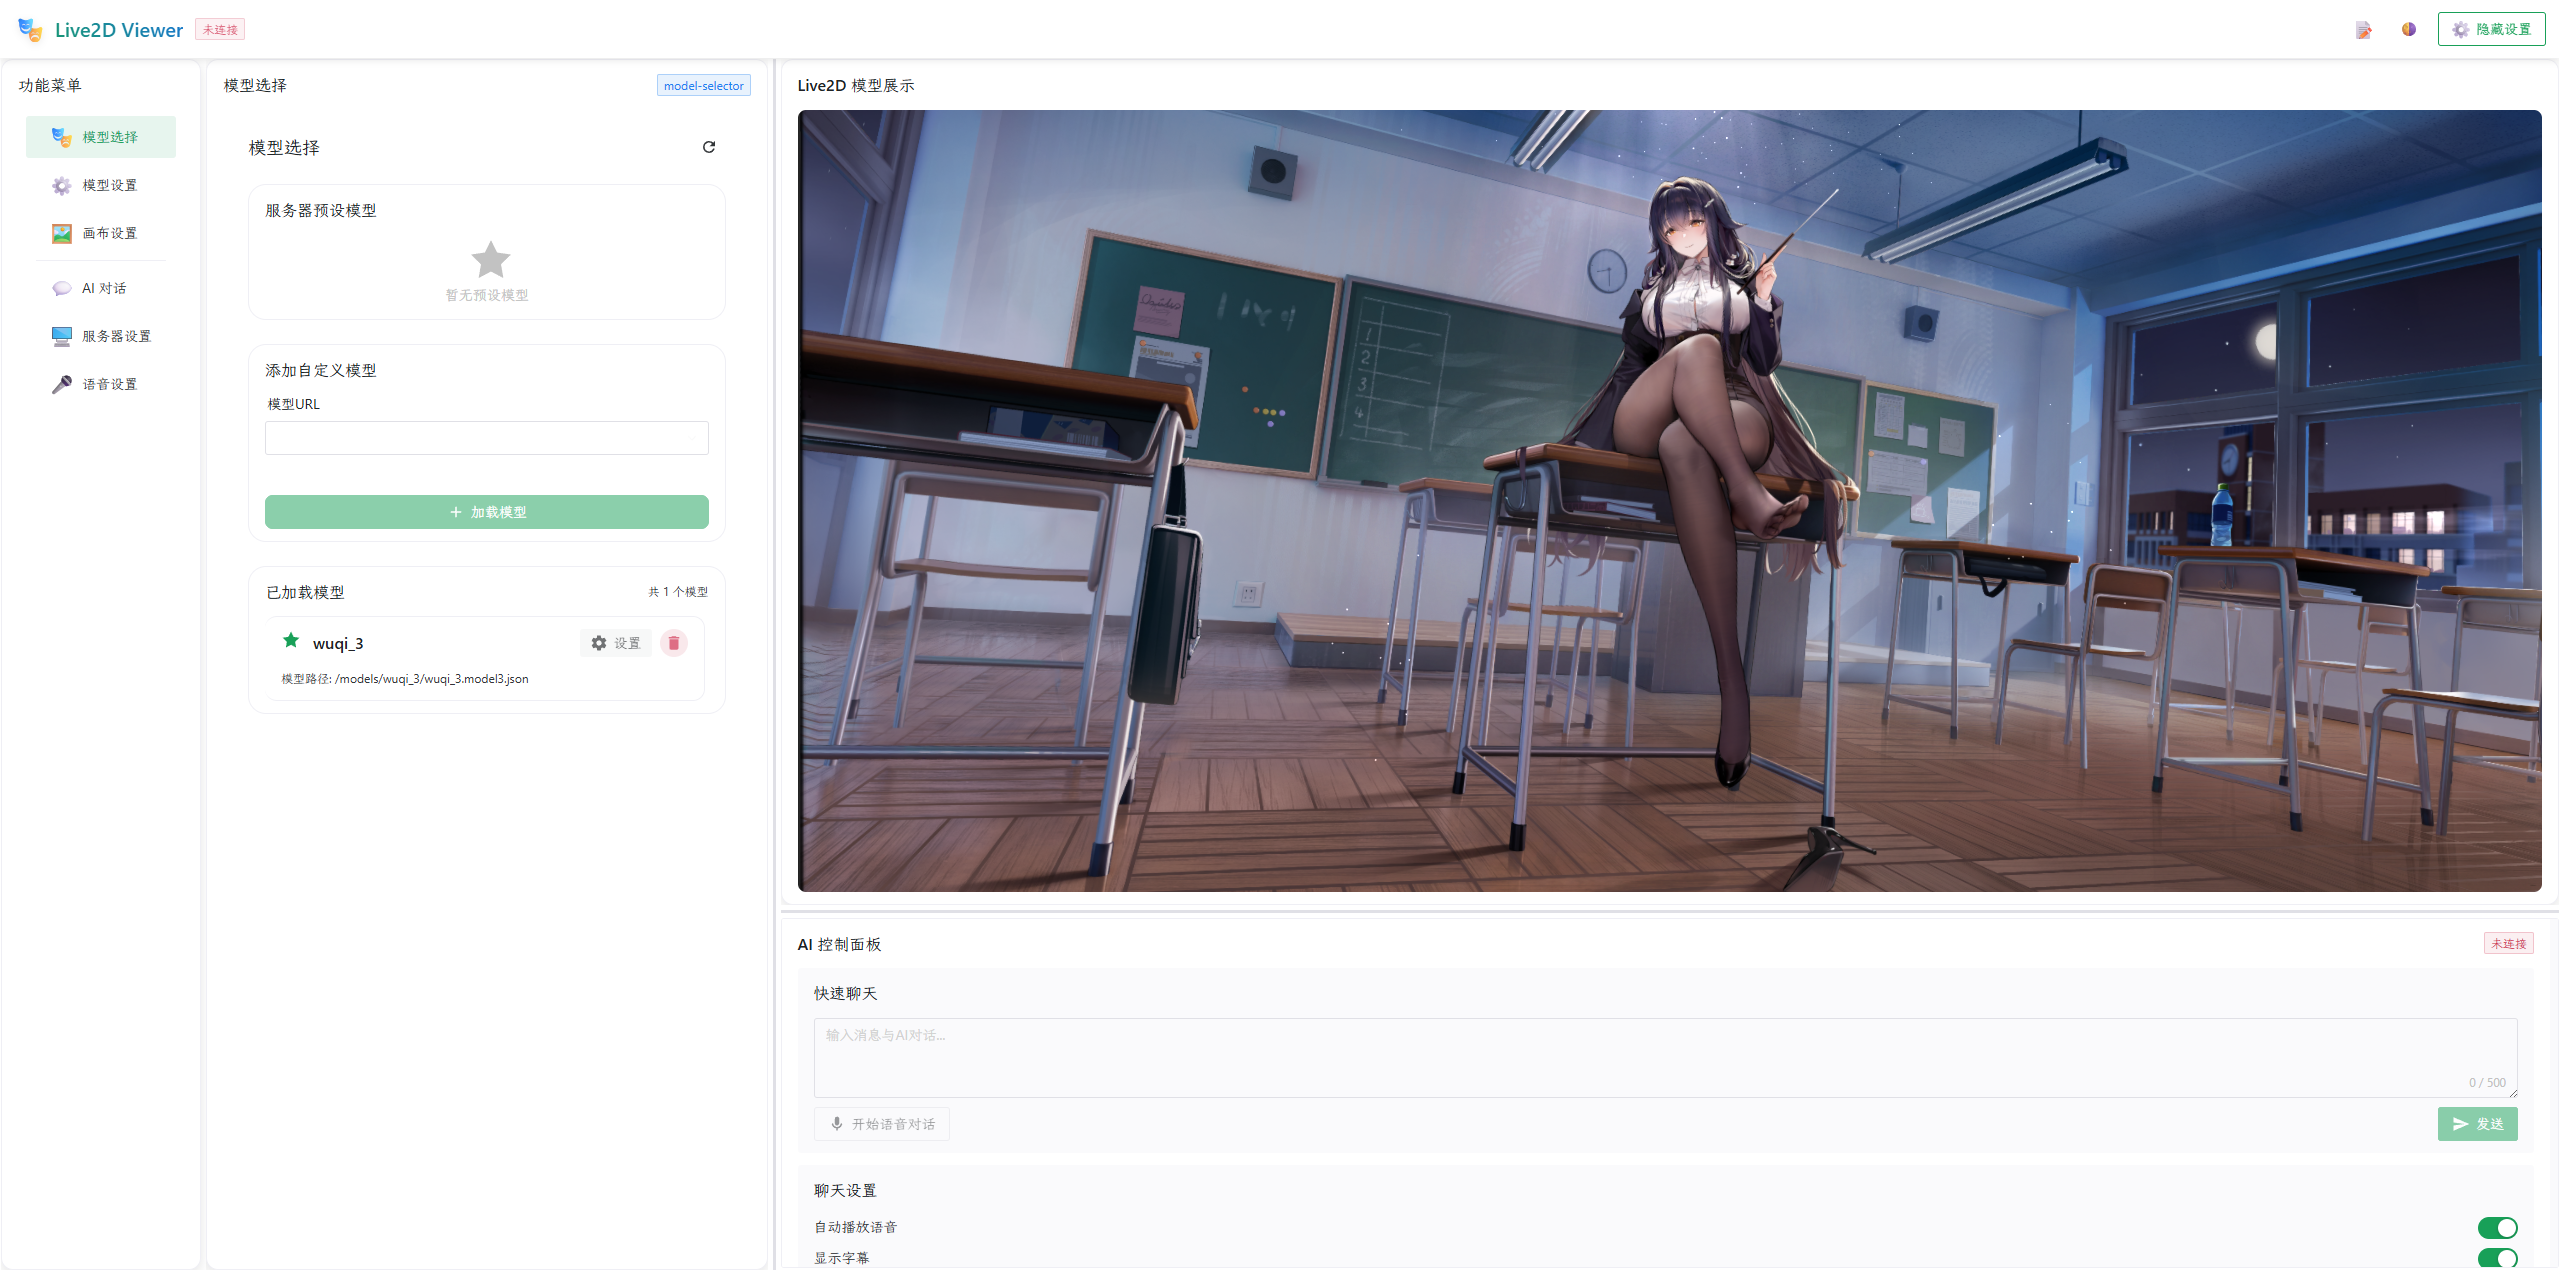 Live2D Viewer 未连接
隐藏设置
功能菜单
模型选择
模型设置
画布设置
AI 对话
服务器设置
语音设置
模型选择 model-selector
模型选择
服务器预设模型
暂无预设模型
添加自定义模型
模型URL
加载模型
已加载模型 共 1 个模型
wuqi_3 设置
模型路径: /models/wuqi_3/wuqi_3.model3.json
Live2D 模型展示
1
2
3
4
AI 控制面板 未连接
快速聊天
输入消息与AI对话...
0 / 500
开始语音对话 发送
聊天设置
自动播放语音
显示字幕